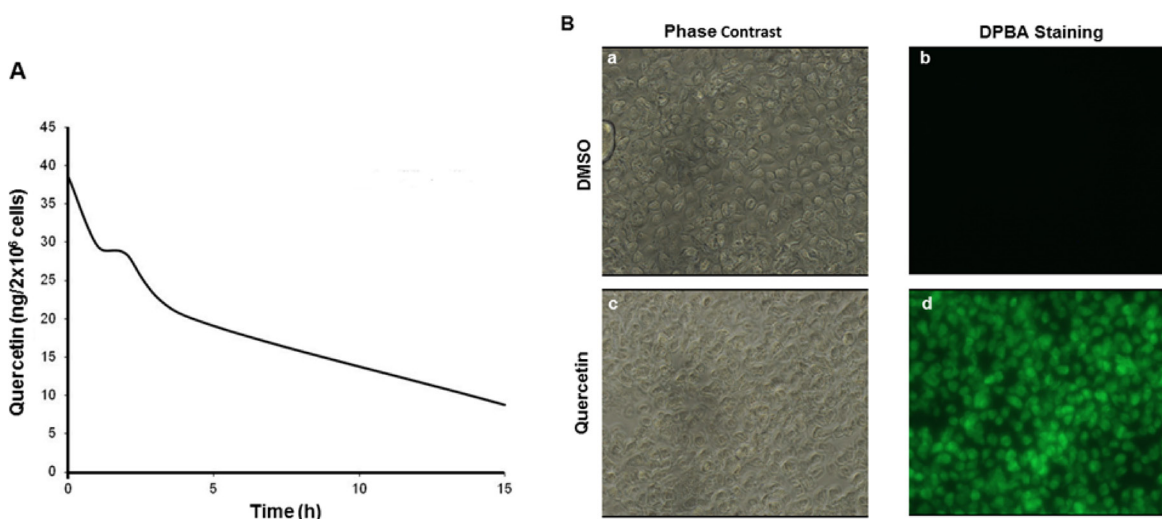 A
Quercetin (ng/2x10⁶ cells)
45
40
35
30
25
20
15
10
5
0
0 5 10 15
Time (h)
B
Phase Contrast DPBA Staining
DMSO
a b
Quercetin
c d